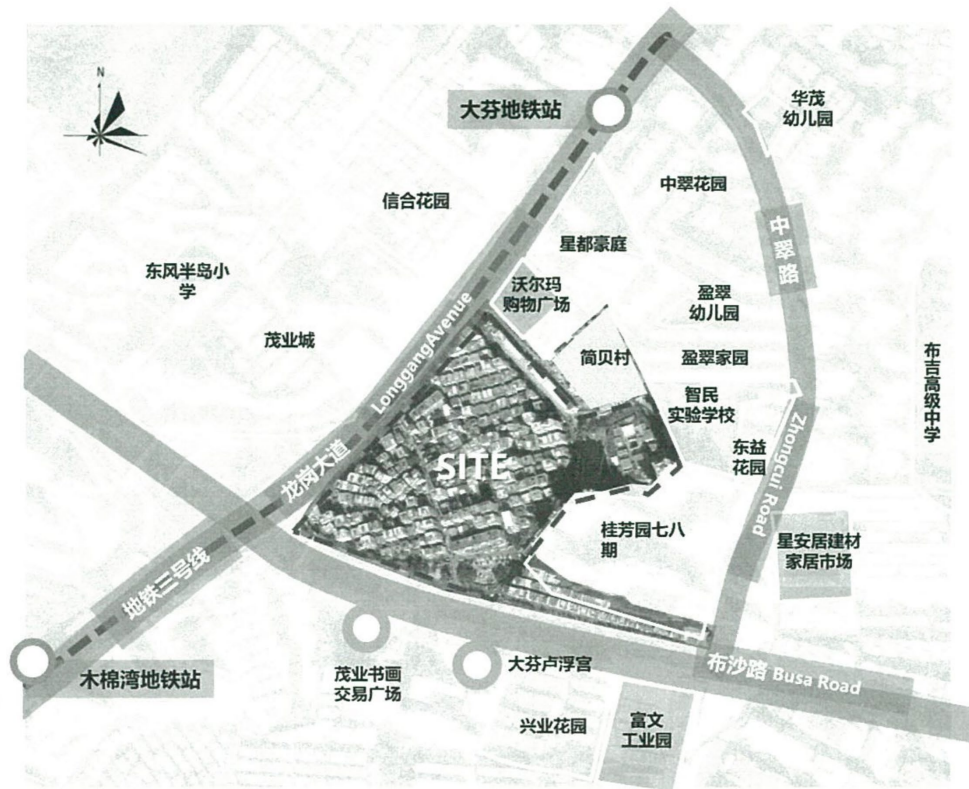 N
大芬地铁站
华茂
幼儿园
中翠花园
信合花园
中翠路
星都豪庭
东风半岛小
学
沃尔玛
购物广场
盈翠
幼儿园
LonggangAvenue
茂业城
简贝村
盈翠家园
布吉高级中学
智民
实验学校
东益
花园
Zhongcui Road
SITE
龙岗大道
桂芳园七八
期
星安居建材
家居市场
地铁三号线
木棉湾地铁站
茂业书画
交易广场
大芬卢浮宫
布沙路 Busa Road
兴业花园
富文
工业园